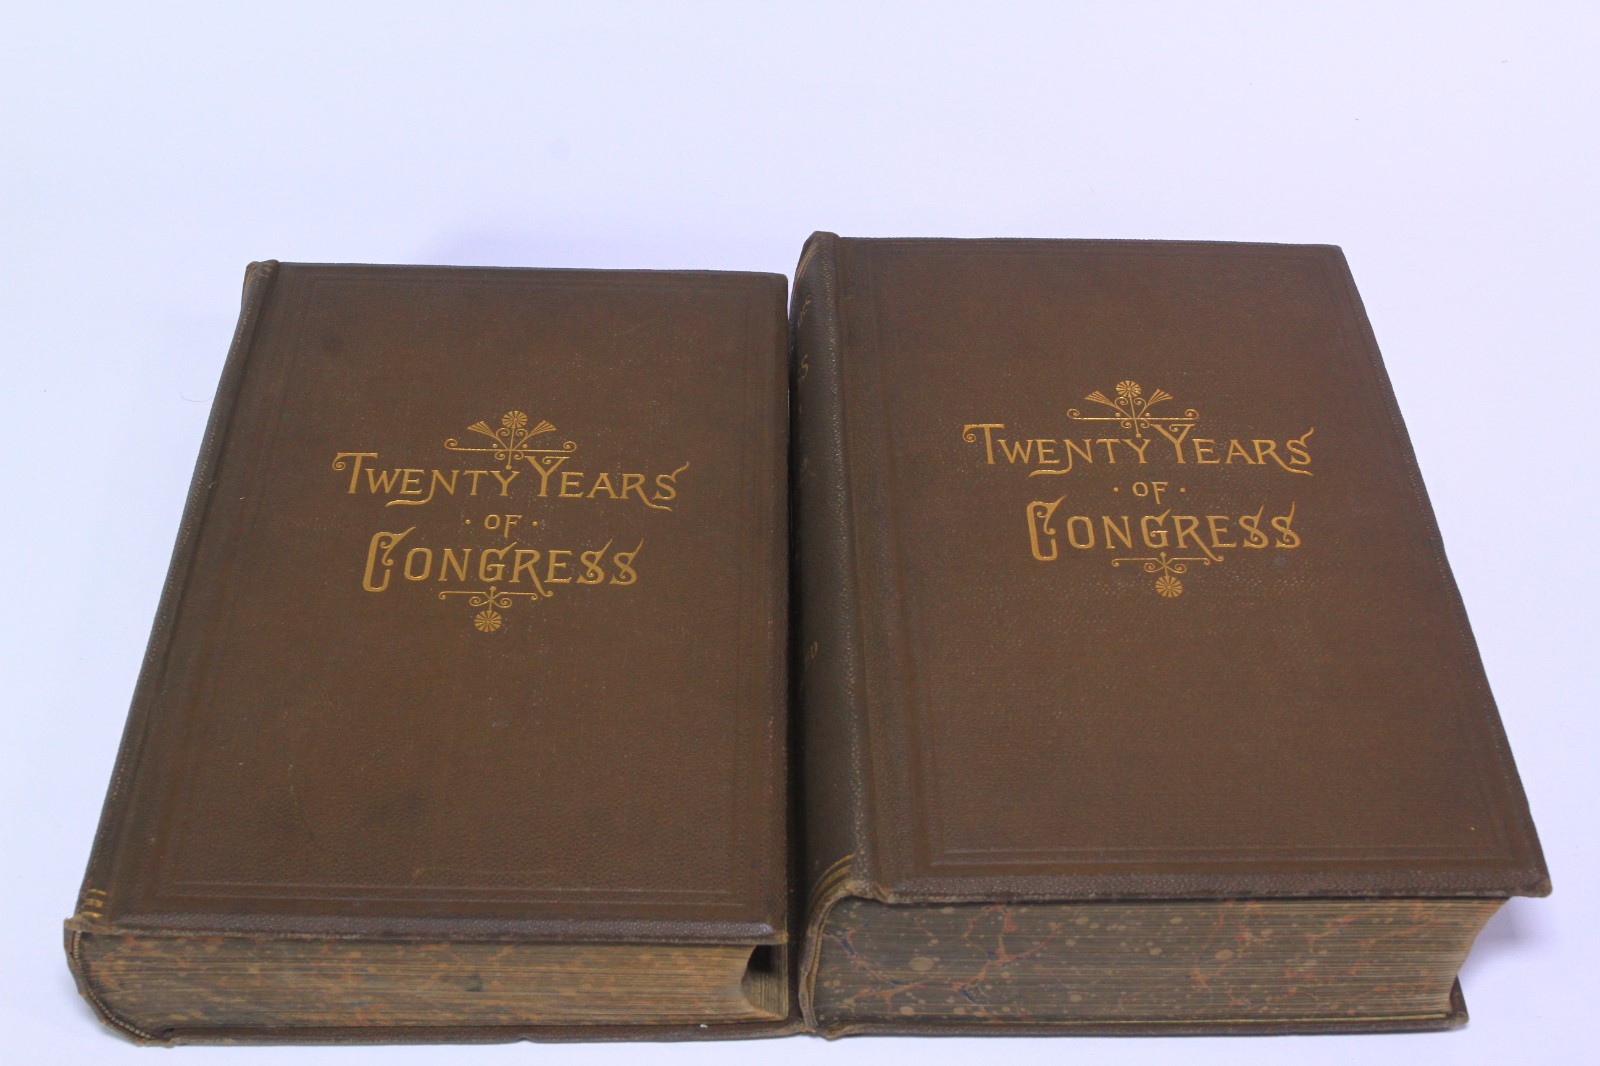 Twenty Years
· of ·
Congress
Twenty Years
· of ·
Congress